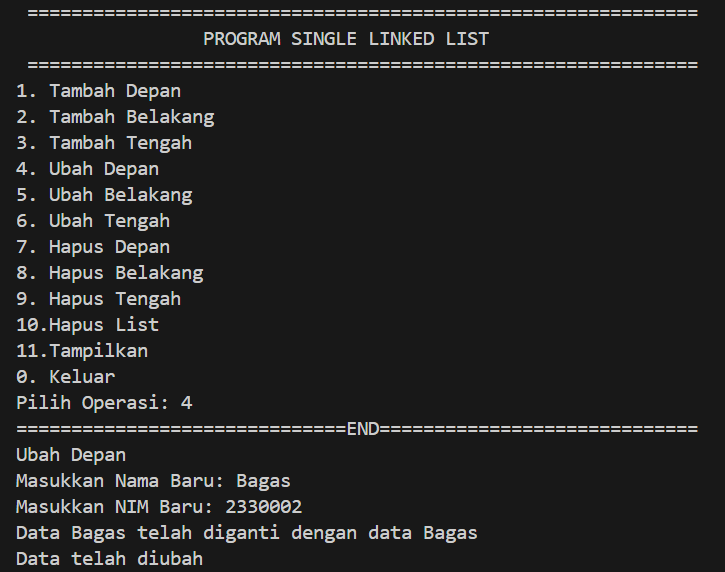 =============================================================
PROGRAM SINGLE LINKED LIST
=============================================================
1. Tambah Depan
2. Tambah Belakang
3. Tambah Tengah
4. Ubah Depan
5. Ubah Belakang
6. Ubah Tengah
7. Hapus Depan
8. Hapus Belakang
9. Hapus Tengah
10.Hapus List
11.Tampilkan
0. Keluar
Pilih Operasi: 4
==============================END=============================
Ubah Depan
Masukkan Nama Baru: Bagas
Masukkan NIM Baru: 2330002
Data Bagas telah diganti dengan data Bagas
Data telah diubah